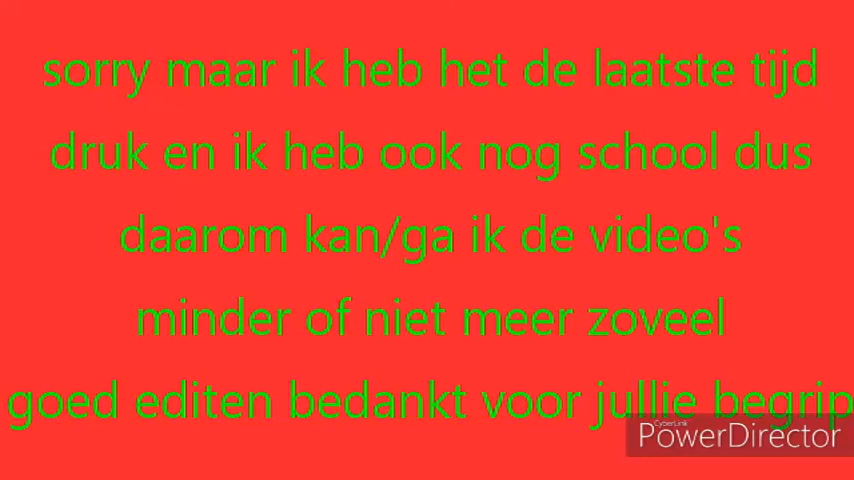 sorry maar ik heb het de laatste tijd
druk en ik heb ook nog school dus
daarom kan/ga ik de video's
minder of niet meer zoveel
goed editen bedankt voor jullie begrip
CyberLink
PowerDirector